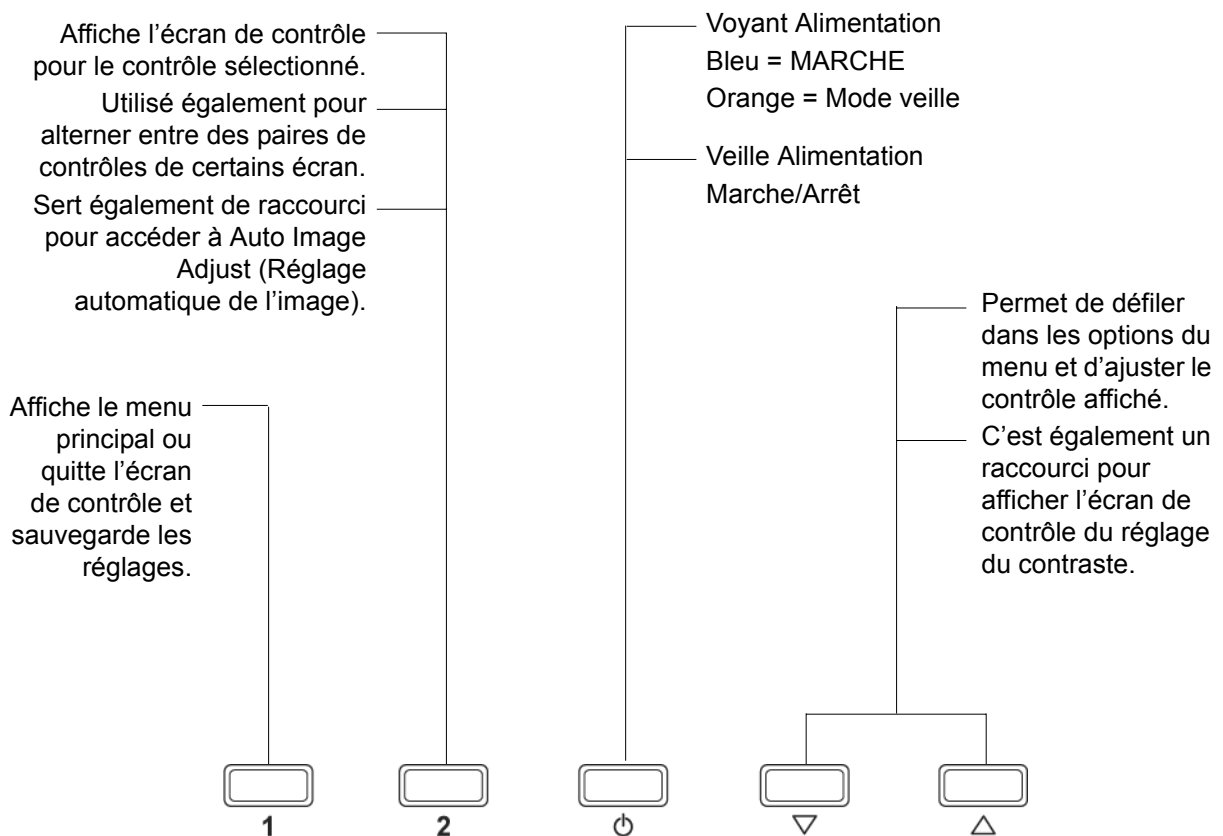 Affiche l’écran de contrôle
pour le contrôle sélectionné.
Utilisé également pour
alterner entre des paires de
contrôles de certains écran.
Sert également de raccourci
pour accéder à Auto Image
Adjust (Réglage
automatique de l’image).
Affiche le menu
principal ou
quitte l’écran
de contrôle et
sauvegarde les
réglages.
Voyant Alimentation
Bleu = MARCHE
Orange = Mode veille
Veille Alimentation
Marche/Arrêt
Permet de défiler
dans les options du
menu et d’ajuster le
contrôle affiché.
C’est également un
raccourci pour
afficher l’écran de
contrôle du réglage
du contraste.
1 2